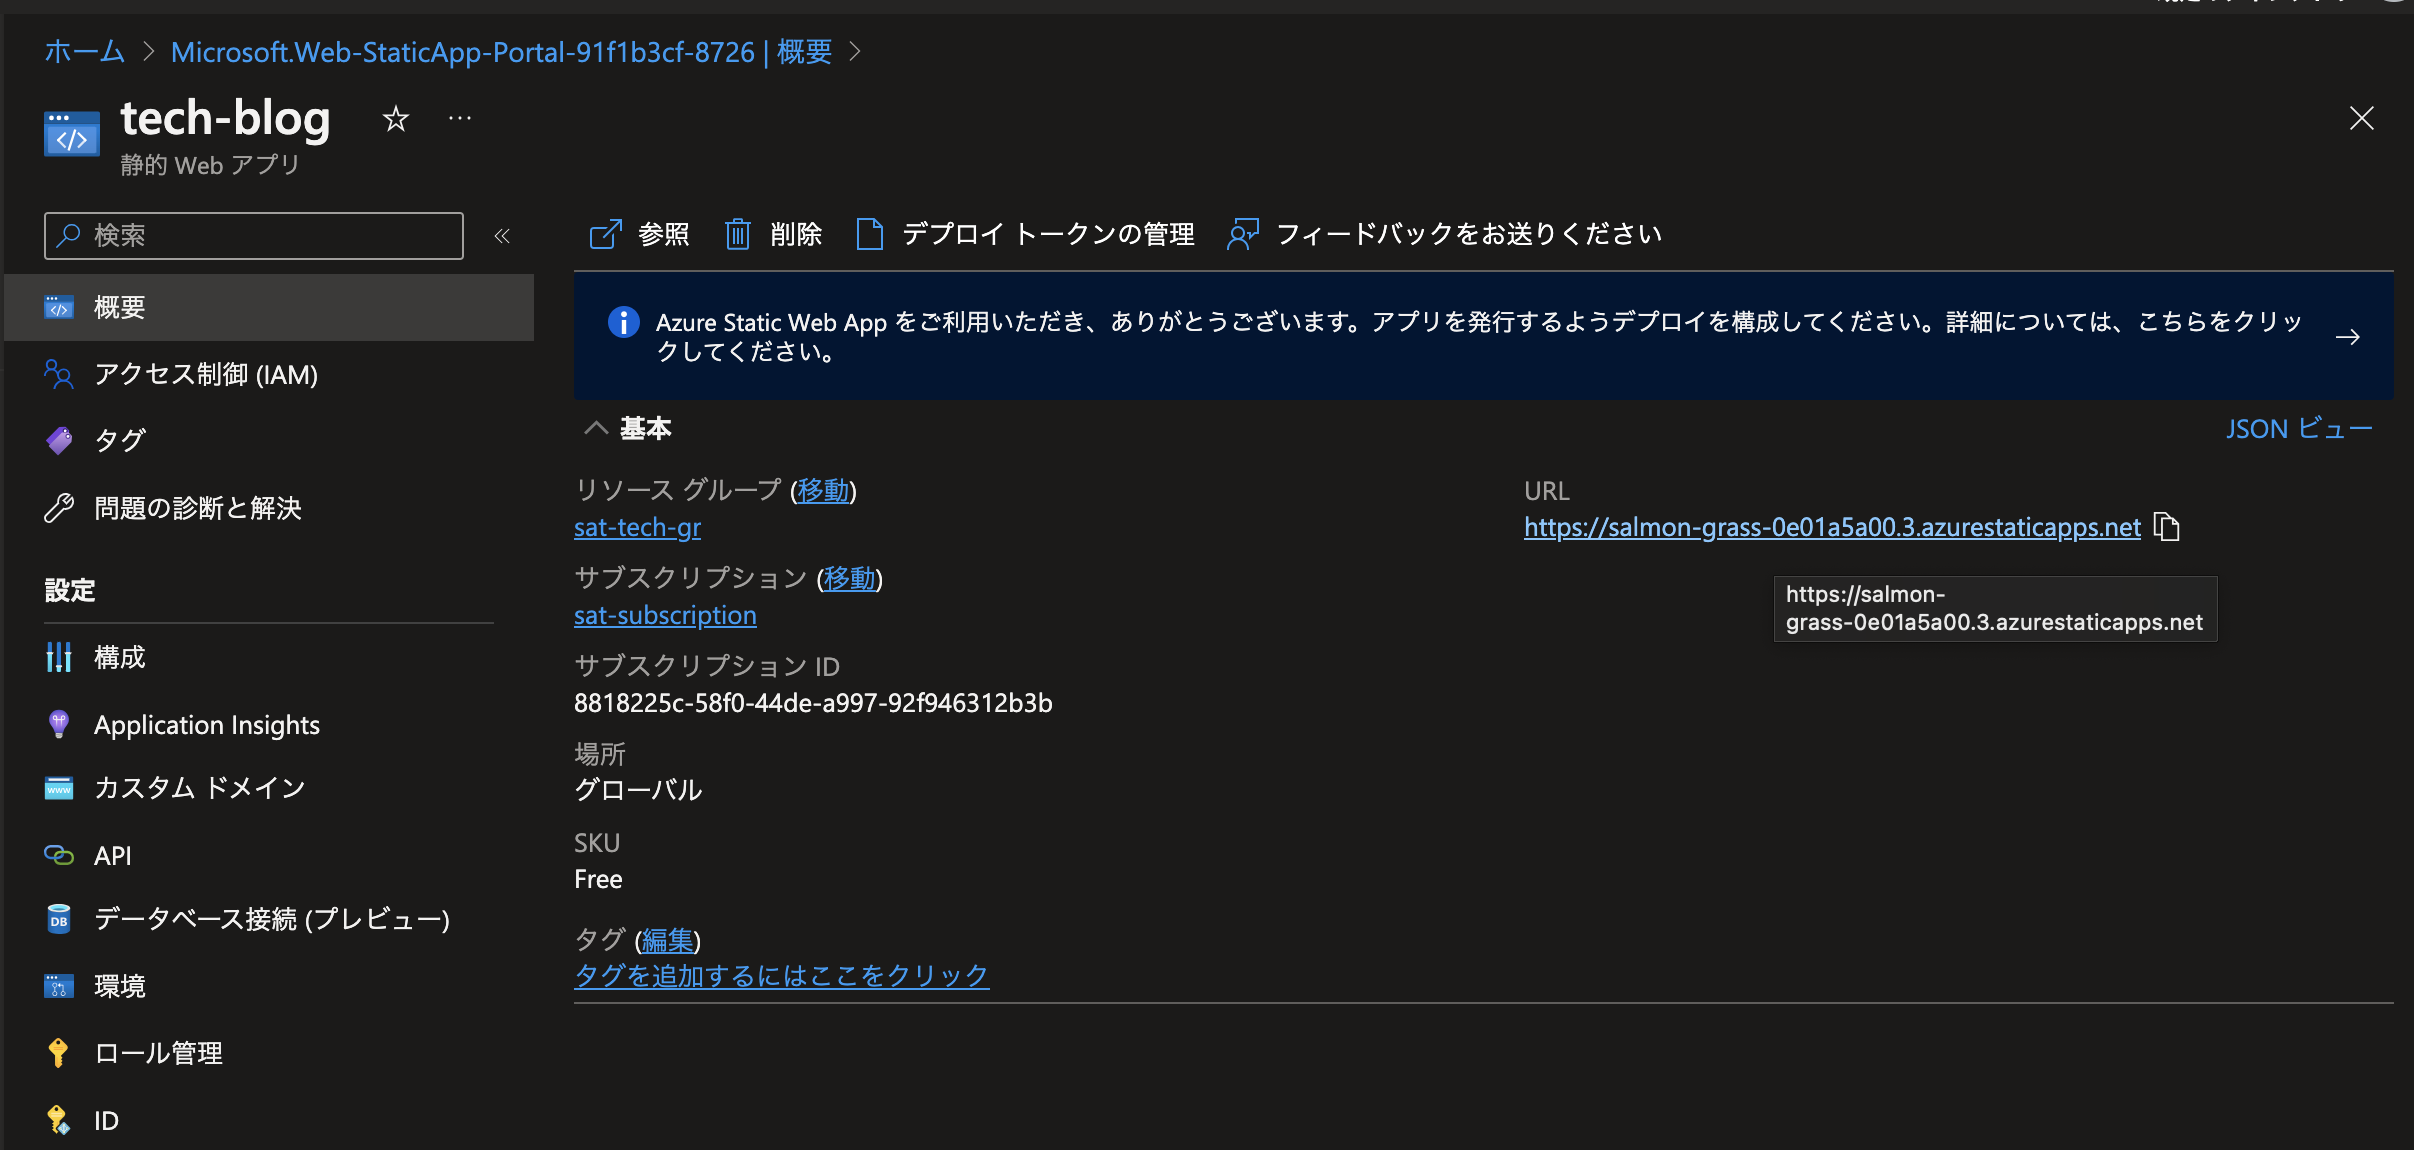 ホーム > Microsoft.Web-StaticApp-Portal-91f1b3cf-8726 | 概要 >
tech-blog
静的 Web アプリ
検索
概要
アクセス制御 (IAM)
タグ
問題の診断と解決
設定
構成
Application Insights
カスタム ドメイン
API
データベース接続 (プレビュー)
環境
ロール管理
ID
参照 削除 デプロイ トークンの管理 フィードバックをお送りください
Azure Static Web App をご利用いただき、ありがとうございます。アプリを発行するようデプロイを構成してください。詳細については、こちらをクリッ
クしてください。
基本
JSON ビュー
リソース グループ (移動)
sat-tech-gr
サブスクリプション (移動)
sat-subscription
サブスクリプション ID
8818225c-58f0-44de-a997-92f946312b3b
場所
グローバル
SKU
Free
タグ (編集)
タグを追加するにはここをクリック
URL
https://salmon-grass-0e01a5a00.3.azurestaticapps.net
https://salmon-
grass-0e01a5a00.3.azurestaticapps.net